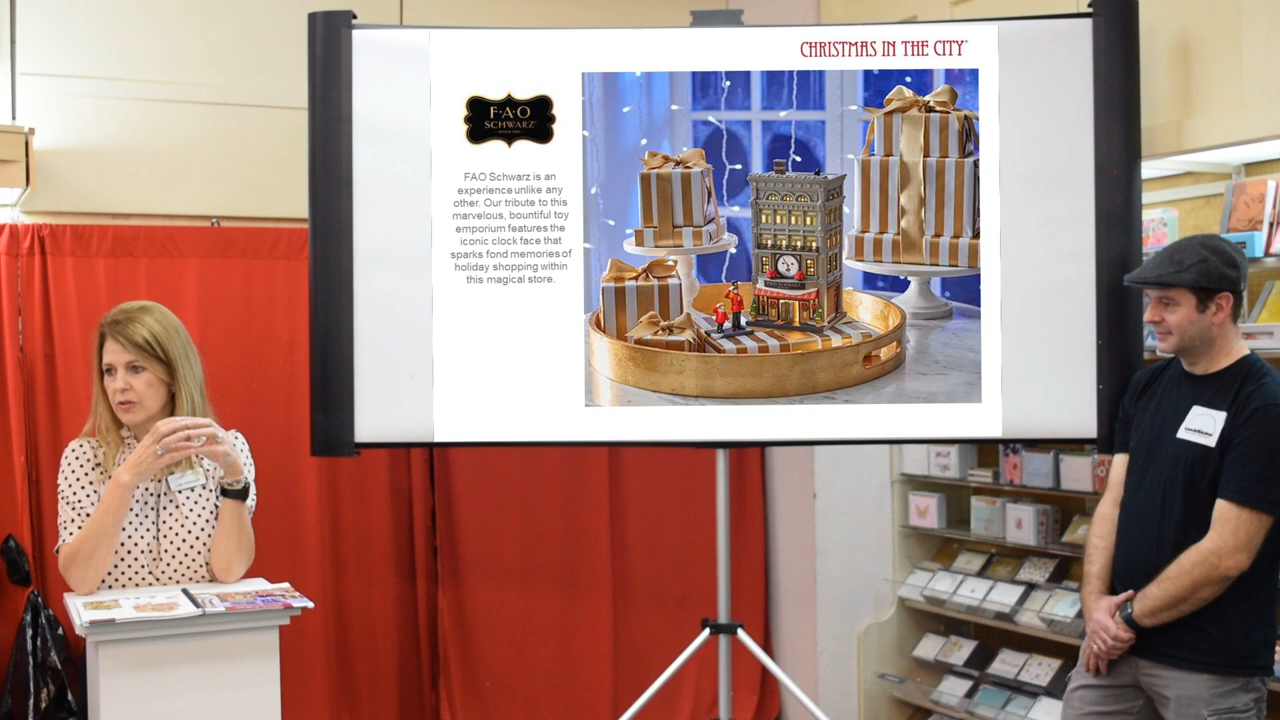 CHRISTMAS IN THE CITY®
F·A·O
SCHWARZ
FAO Schwarz is an
experience unlike any
other. Our tribute to this
marvelous, bountiful toy
emporium features the
iconic clock face that
sparks fond memories of
holiday shopping within
this magical store.
FAO SCHWARZ